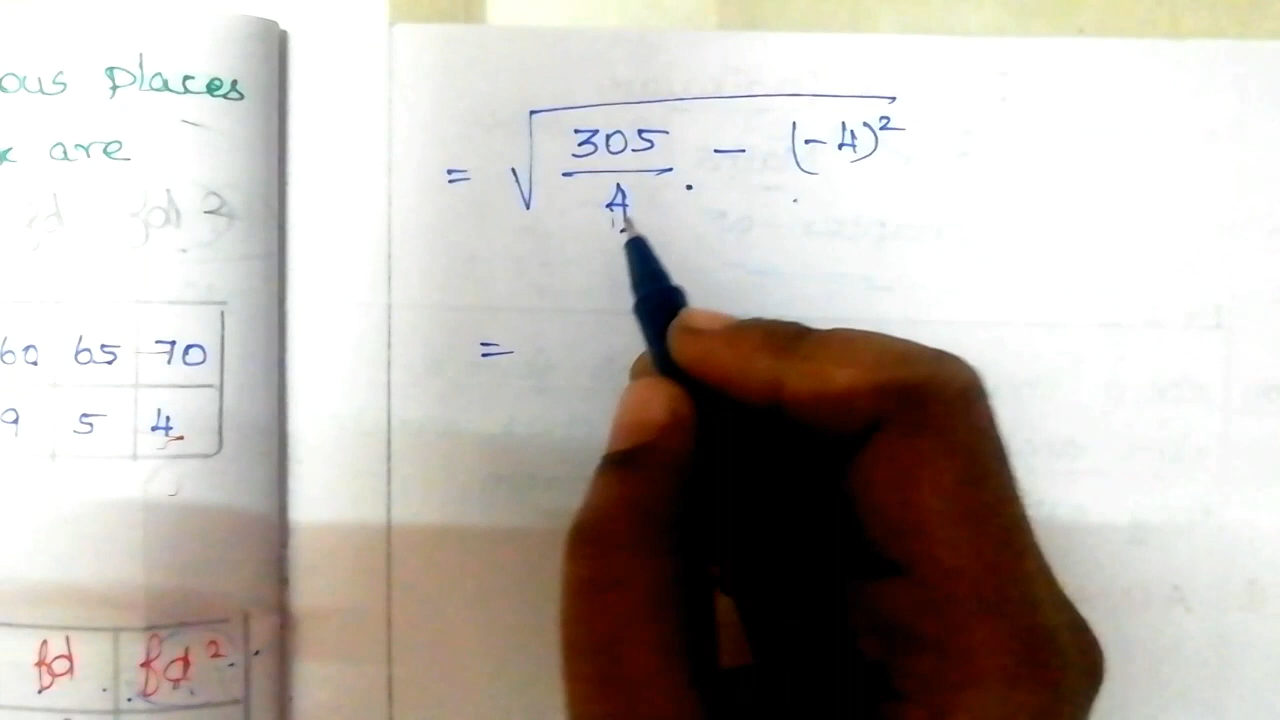 ous places
are
= √305/4 - (-4)²
=
60 65 70
9 5 4
fd fd²